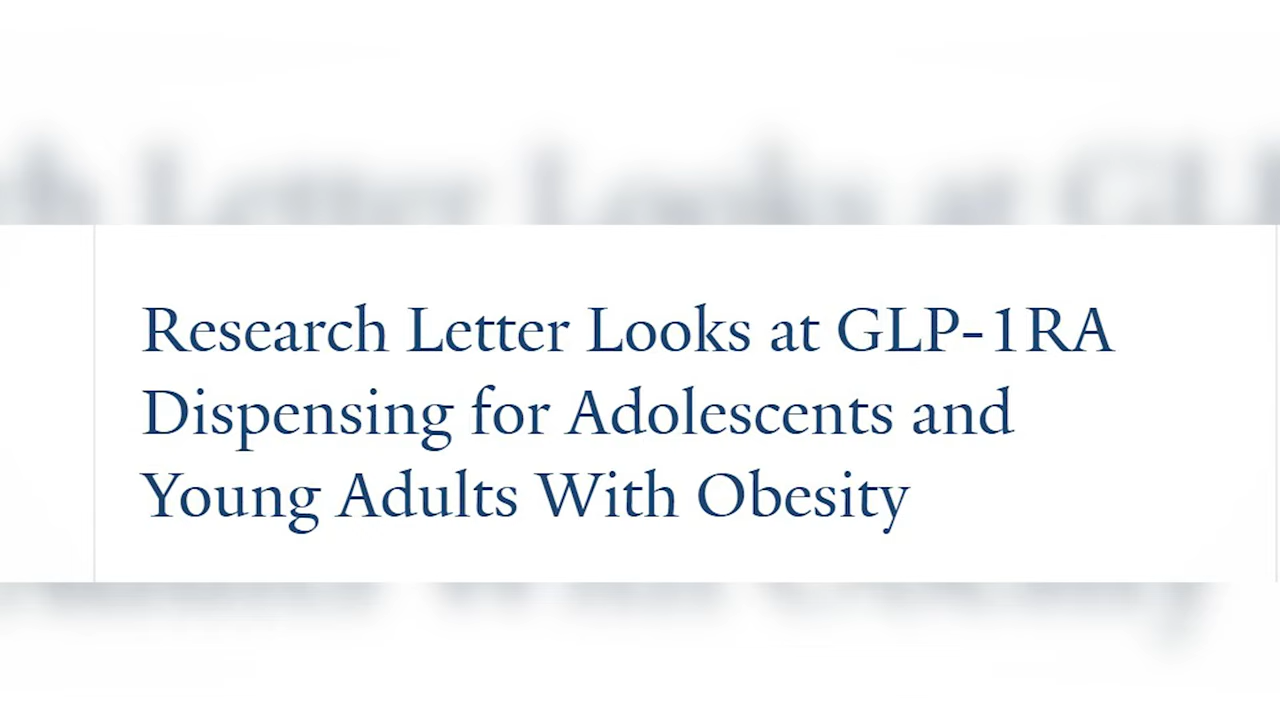 Research Letter Looks at GLP-1RA
Dispensing for Adolescents and
Young Adults With Obesity